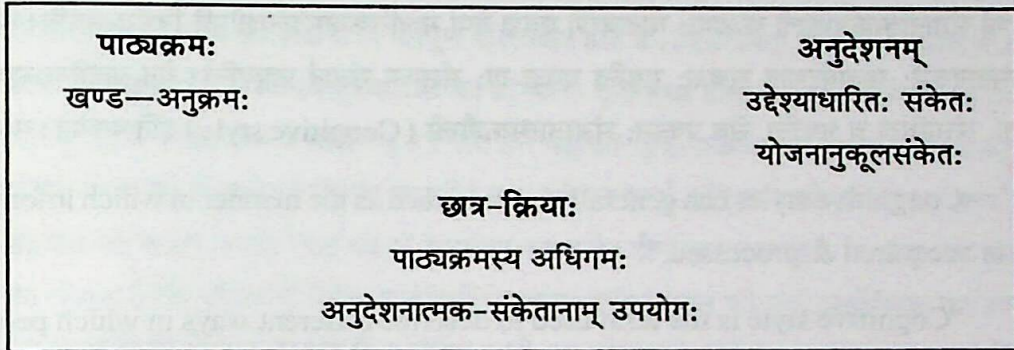 पाठ्यक्रमः अनुदेशनम्
खण्ड—अनुक्रमः उद्देश्याधारितः संकेतः
योजनानुकूलसंकेतः
छात्र-क्रियाः
पाठ्यक्रमस्य अधिगमः
अनुदेशनात्मक-संकेतानाम् उपयोगः